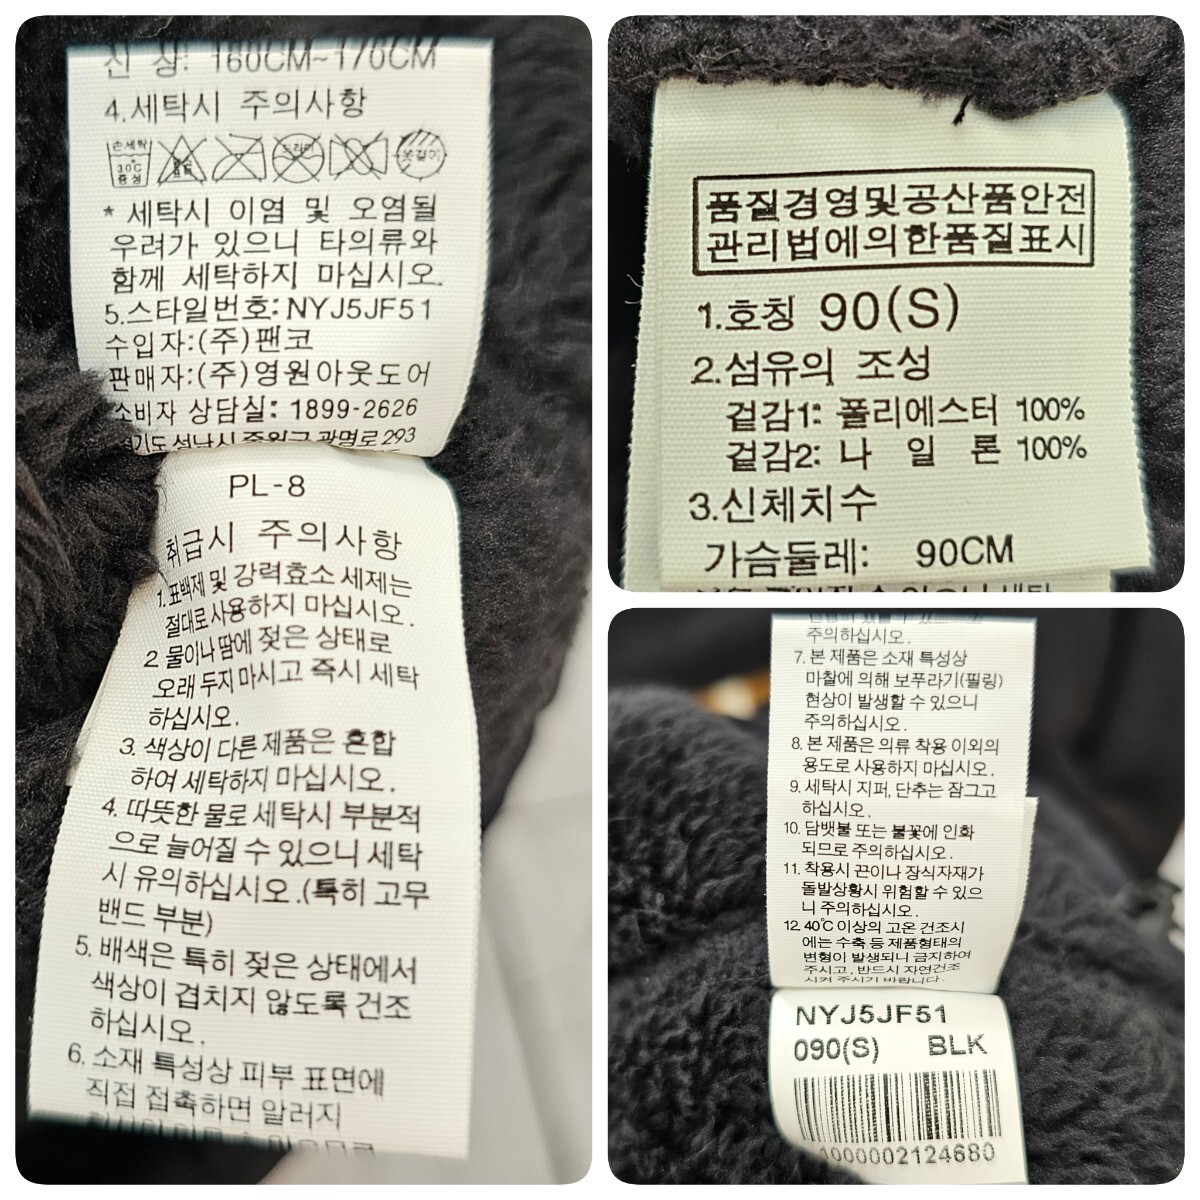 신 장: 160CM~170CM
4.세탁시 주의사항
손세탁
30℃
중성
드라이
옷걸이
* 세탁시 이염 및 오염될
우려가 있으니 타의류와
함께 세탁하지 마십시오.
5.스타일번호: NYJ5JF51
수입자:(주)팬코
판매자:(주)영원아웃도어
소비자 상담실: 1899-2626
경기도 성남시 중원구 광명로 293
PL-8
취급시 주의사항
1. 표백제 및 강력효소 세제는
절대로 사용하지 마십시오.
2. 물이나 땀에 젖은 상태로
오래 두지 마시고 즉시 세탁
하십시오.
3. 색상이 다른 제품은 혼합
하여 세탁하지 마십시오.
4. 따뜻한 물로 세탁시 부분적
으로 늘어질 수 있으니 세탁
시 유의하십시오.(특히 고무
밴드 부분)
5. 배색은 특히 젖은 상태에서
색상이 겹치지 않도록 건조
하십시오.
6. 소재 특성상 피부 표면에
직접 접촉하면 알러지
품질경영및공산품안전
관리법에의한품질표시
1.호칭 90(S)
2.섬유의 조성
겉감1: 폴리에스터 100%
겉감2: 나 일 론 100%
3.신체치수
가슴둘레: 90CM
주의하십시오.
7. 본 제품은 소재 특성상
마찰에 의해 보푸라기(필링)
현상이 발생할 수 있으니
주의하십시오.
8. 본 제품은 의류 착용 이외의
용도로 사용하지 마십시오.
9. 세탁시 지퍼, 단추는 잠그고
하십시오.
10. 담뱃불 또는 불꽃에 인화
되므로 주의하십시오.
11. 착용시 끈이나 장식자재가
돌발상황시 위험할 수 있으
니 주의하십시오.
12. 40℃ 이상의 고온 건조시
에는 수축 등 제품형태의
변형이 발생되니 금지하여
주시고, 반드시 자연건조
시켜 주시기 바랍니다.
NYJ5JF51
090(S) BLK
1000002124680